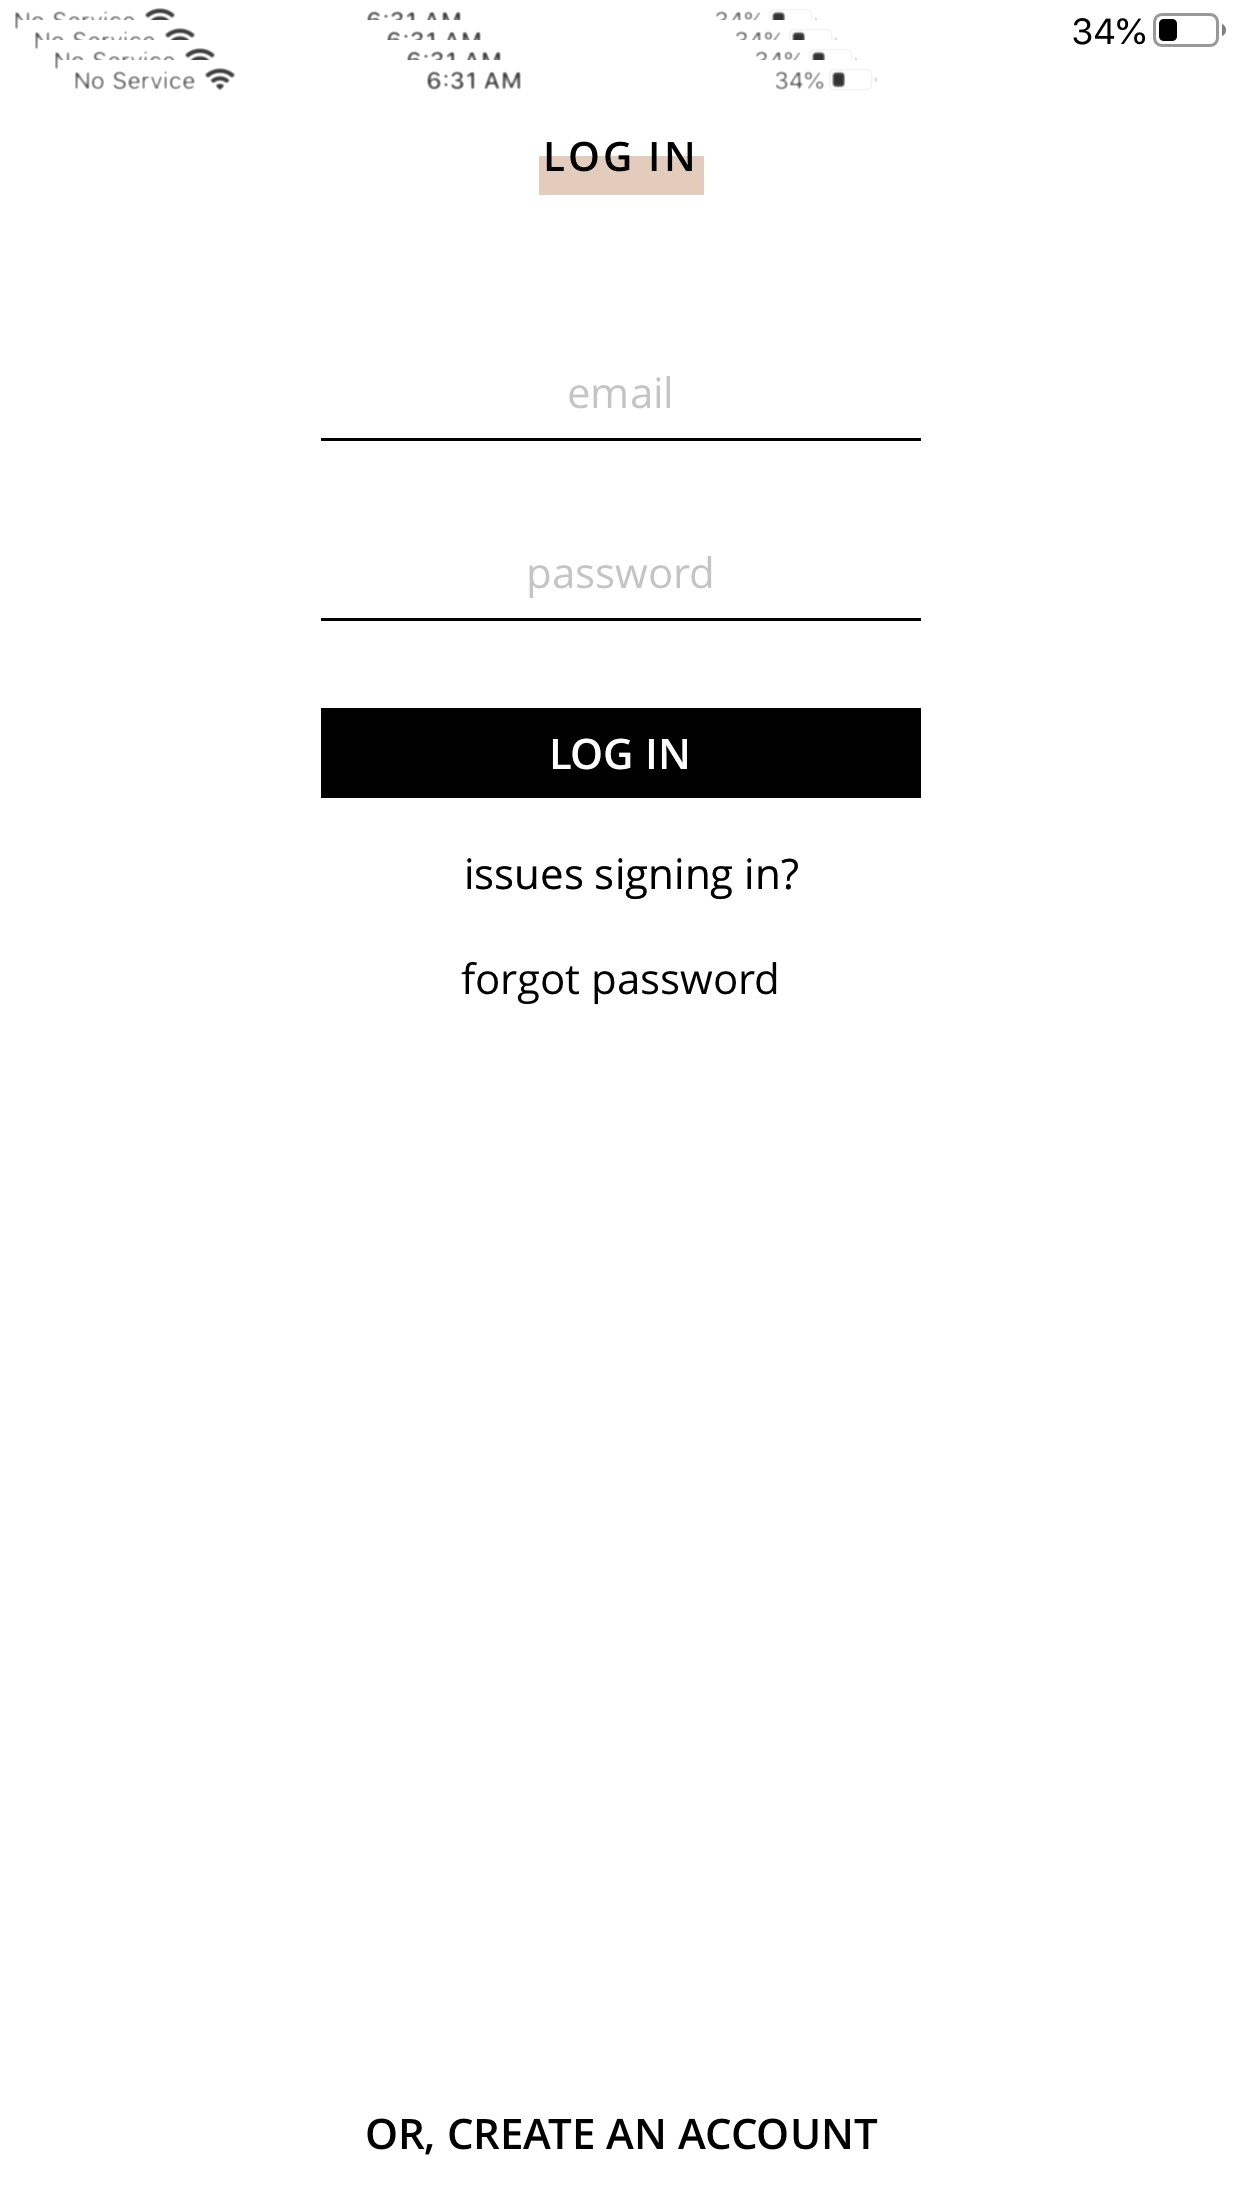 No Service 6:31 AM 34% 34%
No Service 6:31 AM 34%
No Service 6:31 AM 34%
No Service 6:31 AM 34%
LOG IN
email
password
LOG IN
issues signing in?
forgot password
OR, CREATE AN ACCOUNT